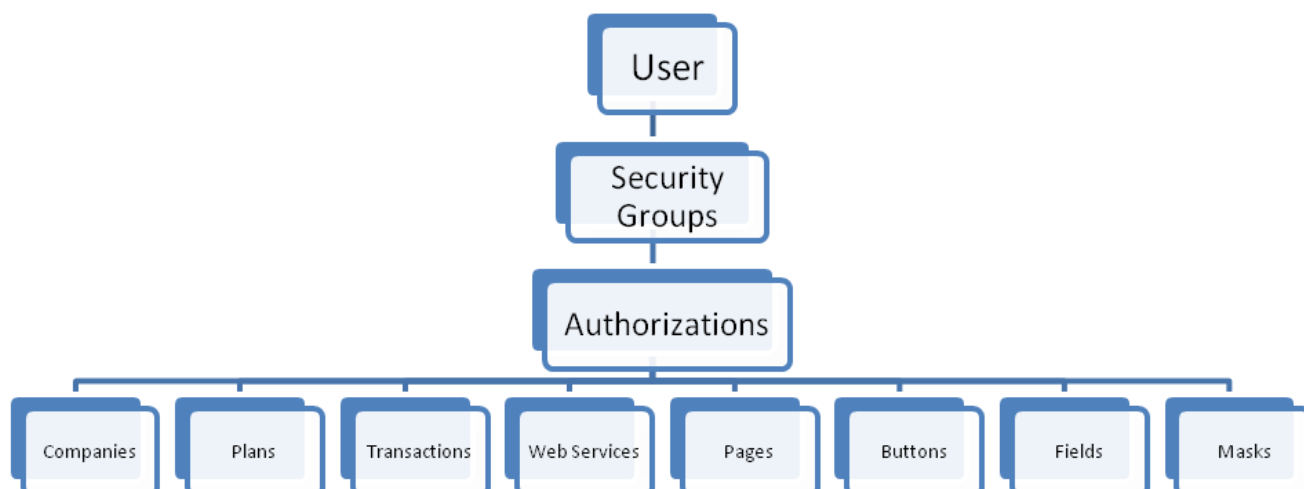 User
Security
Groups
Authorizations
Companies
Plans
Transactions
Web Services
Pages
Buttons
Fields
Masks